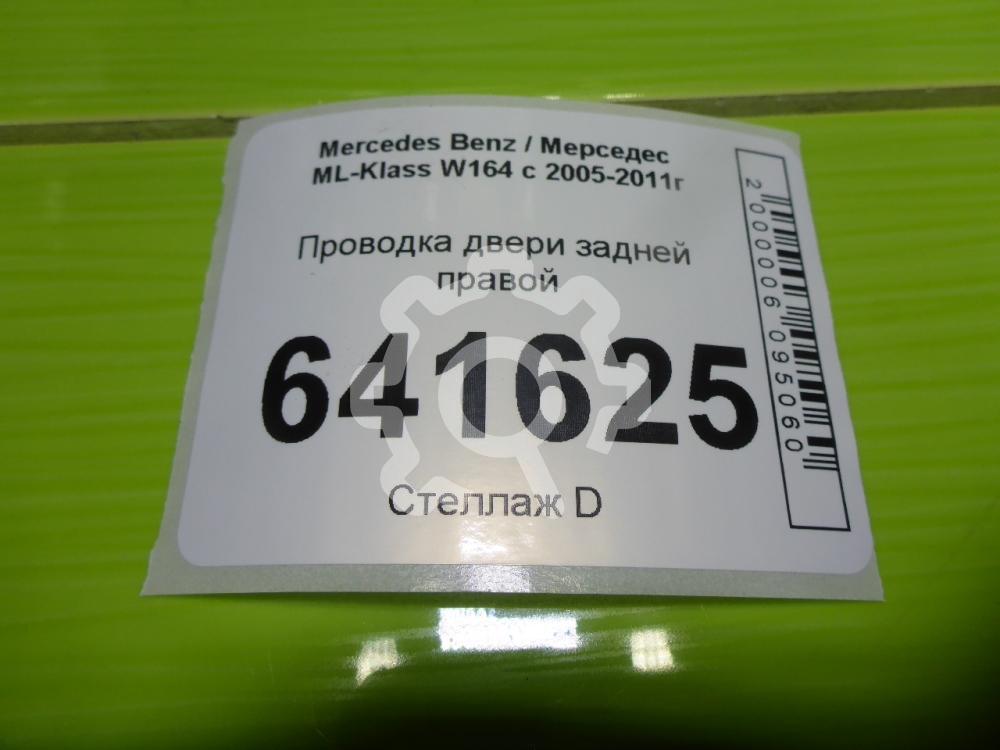 Mercedes Benz / Мерседес
ML-Klass W164 с 2005-2011г
Проводка двери задней
правой
641625
Стеллаж D
2000006095060